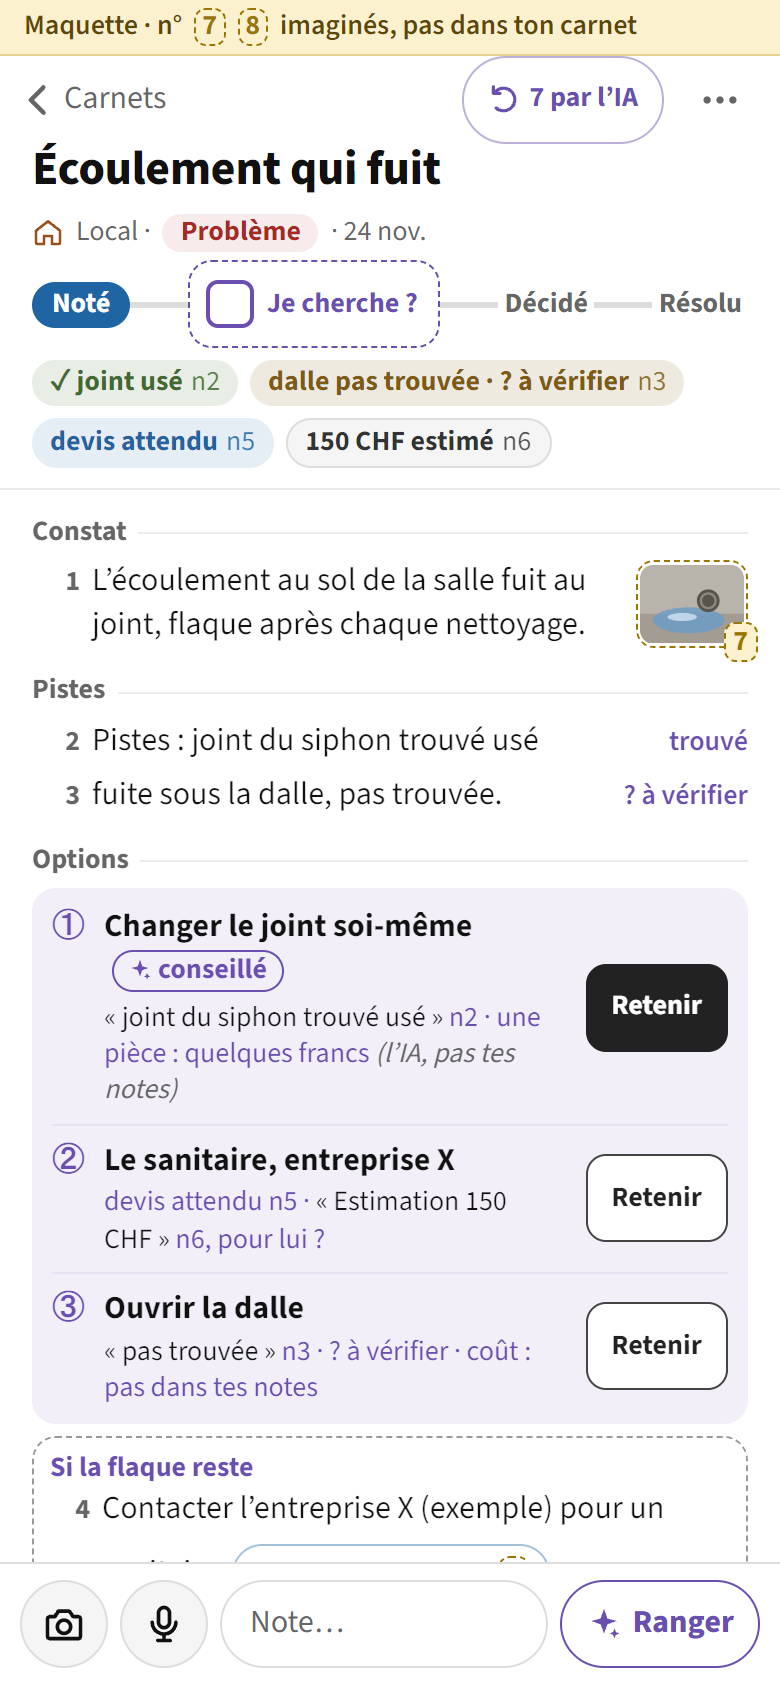 Maquette · n° 7 8 imaginés, pas dans ton carnet
Carnets
7 par l’IA
Écoulement qui fuit
Local · Problème · 24 nov.
Noté Je cherche ? Décidé Résolu
✓ joint usé n2 dalle pas trouvée · ? à vérifier n3
devis attendu n5 150 CHF estimé n6
Constat
1 L’écoulement au sol de la salle fuit au
joint, flaque après chaque nettoyage.
7
Pistes
2 Pistes : joint du siphon trouvé usé trouvé
3 fuite sous la dalle, pas trouvée. ? à vérifier
Options
① Changer le joint soi-même
conseillé
« joint du siphon trouvé usé » n2 · une
pièce : quelques francs (l’IA, pas tes
notes)
Retenir
② Le sanitaire, entreprise X
devis attendu n5 · « Estimation 150
CHF » n6, pour lui ?
Retenir
③ Ouvrir la dalle
« pas trouvée » n3 · ? à vérifier · coût :
pas dans tes notes
Retenir
Si la flaque reste
4 Contacter l’entreprise X (exemple) pour un
Note…
Ranger